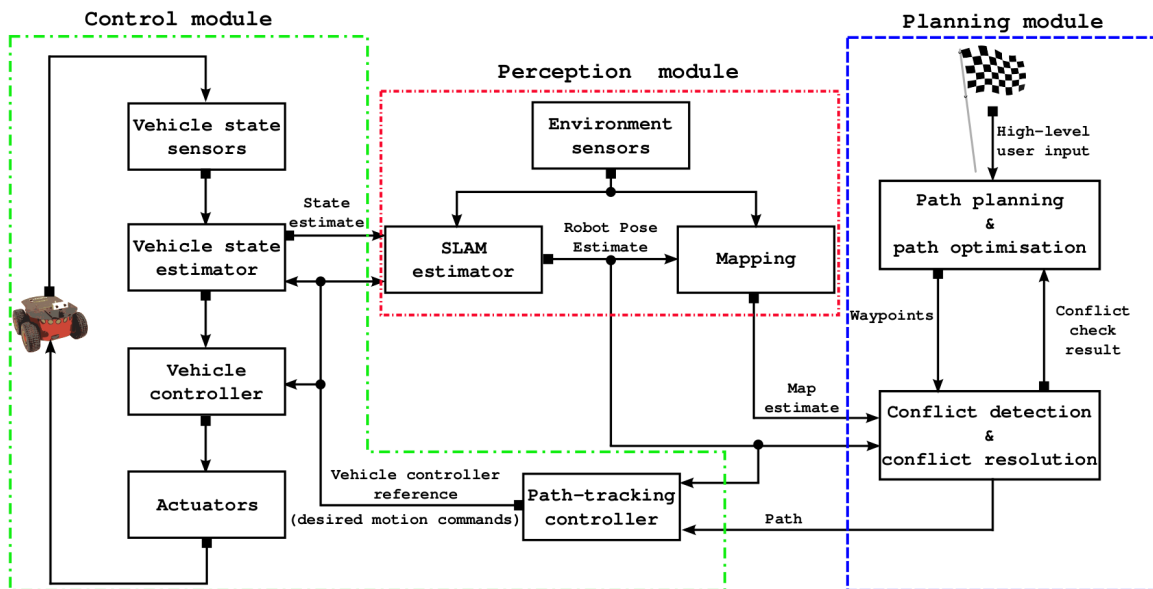 Control module
Planning module
Perception module
Vehicle state
sensors
Environment
sensors
High-level
user input
State
estimate
Vehicle state
estimator
SLAM
estimator
Robot Pose
Estimate
Mapping
Path planning
&
path optimisation
Waypoints
Conflict
check
result
Vehicle
controller
Map
estimate
Conflict detection
&
conflict resolution
Actuators
Vehicle controller
reference
(desired motion commands)
Path-tracking
controller
Path